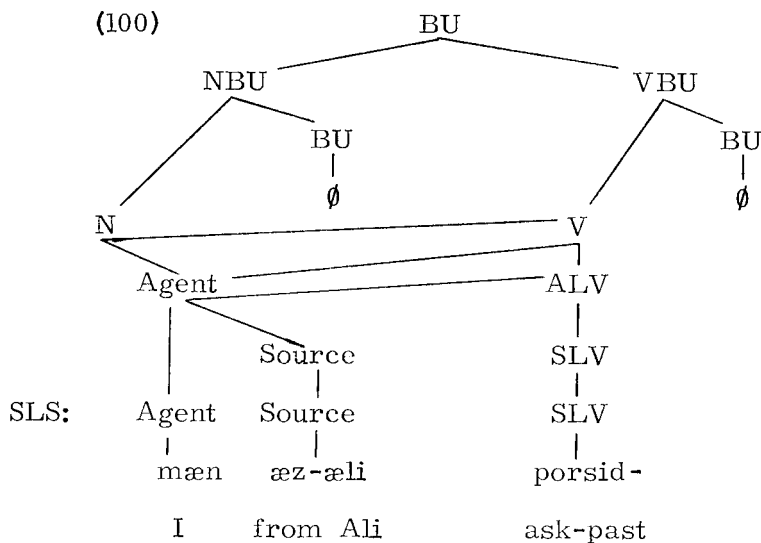 (100) BU
NBU VBU
BU BU
Ø Ø
N V
Agent ALV
Source SLV
SLS: Agent Source SLV
mæn æz-æli porsid-
I from Ali ask-past